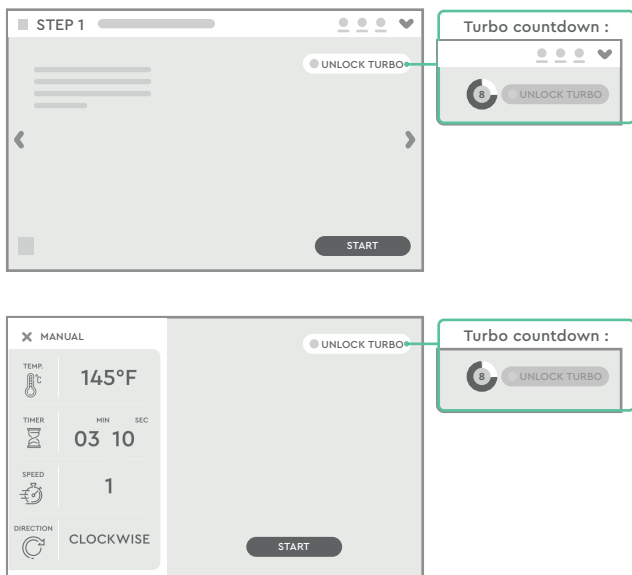 STEP 1
UNLOCK TURBO
START
Turbo countdown :
8
UNLOCK TURBO
MANUAL
UNLOCK TURBO
TEMP.
°C
145°F
TIMER
MIN SEC
03 10
SPEED
1
DIRECTION
CLOCKWISE
START
Turbo countdown :
8
UNLOCK TURBO